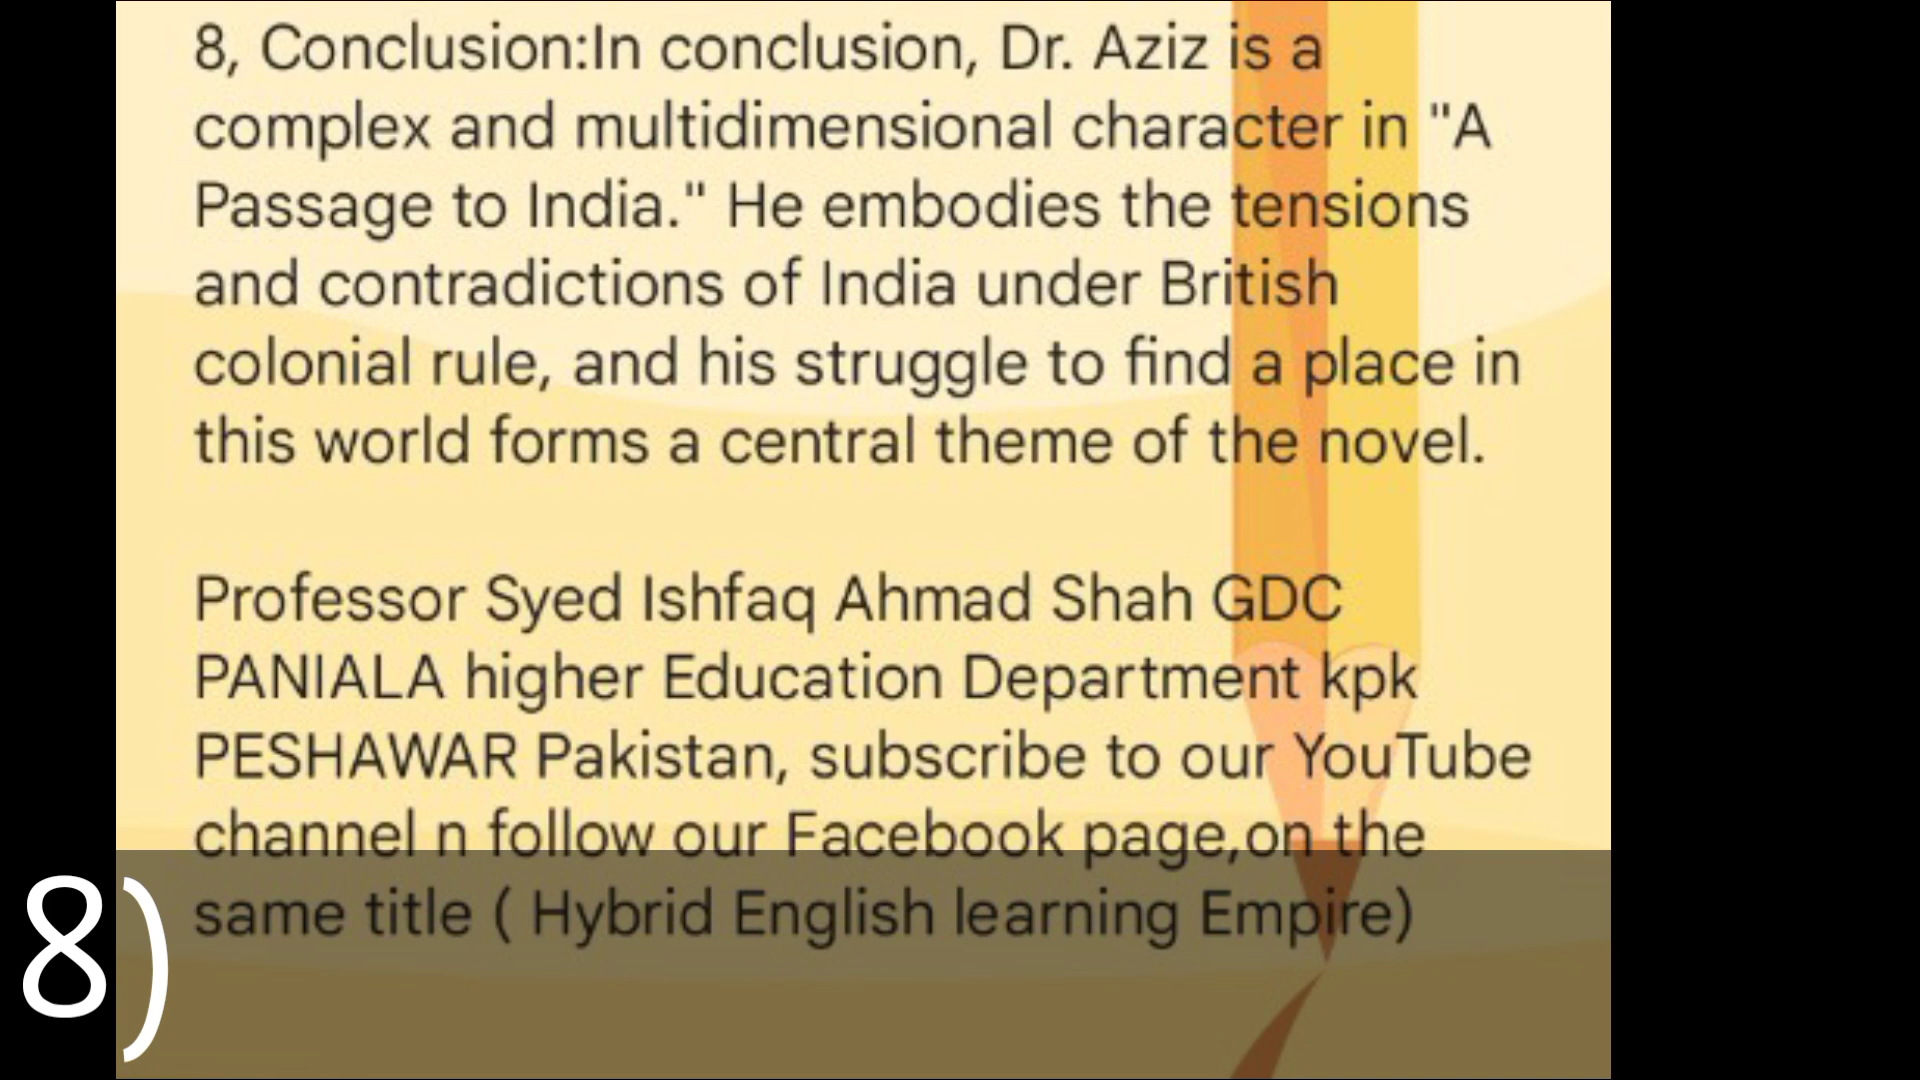 8, Conclusion:In conclusion, Dr. Aziz is a
complex and multidimensional character in "A
Passage to India." He embodies the tensions
and contradictions of India under British
colonial rule, and his struggle to find a place in
this world forms a central theme of the novel.
Professor Syed Ishfaq Ahmad Shah GDC
PANIALA higher Education Department kpk
PESHAWAR Pakistan, subscribe to our YouTube
channel n follow our Facebook page,on the
same title ( Hybrid English learning Empire)
8)